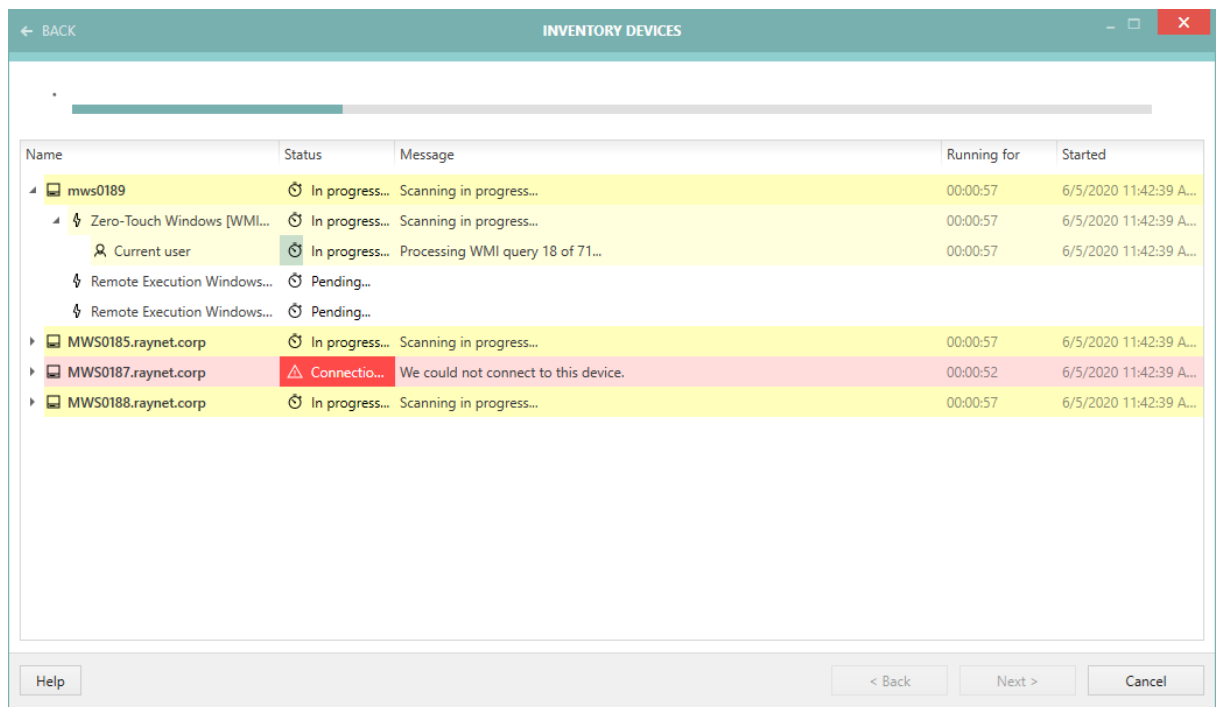 ← BACK INVENTORY DEVICES
Name Status Message Running for Started
mws0189 In progress... Scanning in progress... 00:00:57 6/5/2020 11:42:39 A...
Zero-Touch Windows [WMI... In progress... Scanning in progress... 00:00:57 6/5/2020 11:42:39 A...
Current user In progress... Processing WMI query 18 of 71... 00:00:57 6/5/2020 11:42:39 A...
Remote Execution Windows... Pending...
Remote Execution Windows... Pending...
MWS0185.raynet.corp In progress... Scanning in progress... 00:00:57 6/5/2020 11:42:39 A...
MWS0187.raynet.corp Connectio... We could not connect to this device. 00:00:52 6/5/2020 11:42:39 A...
MWS0188.raynet.corp In progress... Scanning in progress... 00:00:57 6/5/2020 11:42:39 A...
Help < Back Next > Cancel